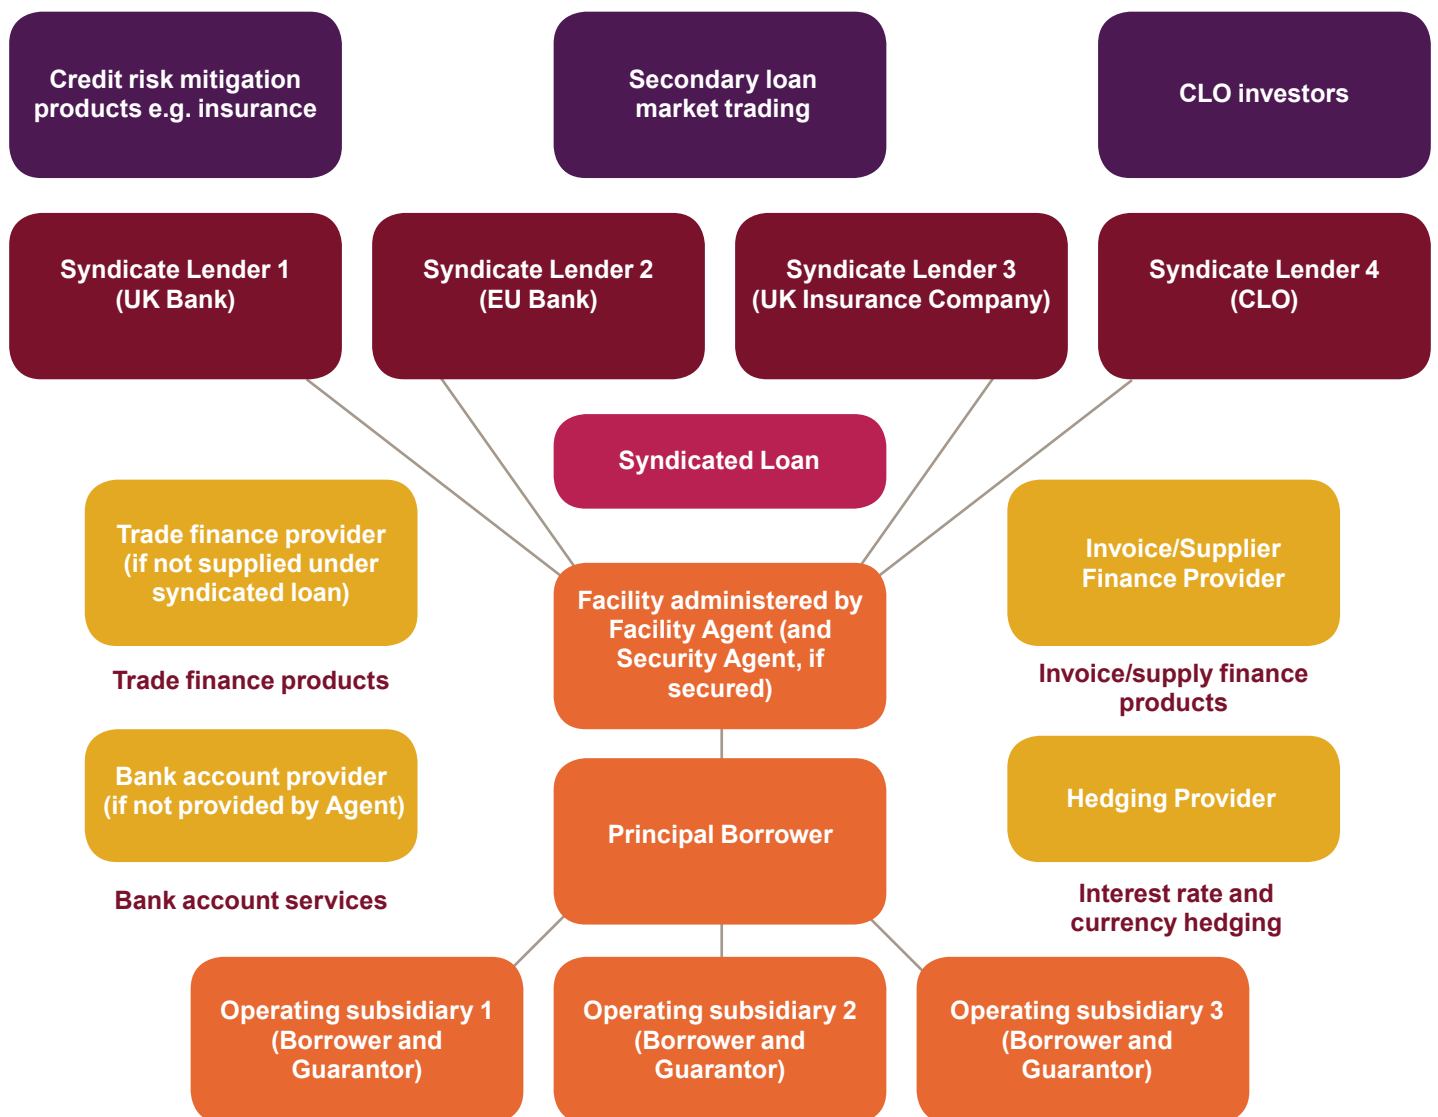 Credit risk mitigation
products e.g. insurance
Secondary loan
market trading
CLO investors
Syndicate Lender 1
(UK Bank)
Syndicate Lender 2
(EU Bank)
Syndicate Lender 3
(UK Insurance Company)
Syndicate Lender 4
(CLO)
Syndicated Loan
Trade finance provider
(if not supplied under
syndicated loan)
Trade finance products
Facility administered by
Facility Agent (and
Security Agent, if
secured)
Invoice/Supplier
Finance Provider
Invoice/supply finance
products
Bank account provider
(if not provided by Agent)
Bank account services
Principal Borrower
Hedging Provider
Interest rate and
currency hedging
Operating subsidiary 1
(Borrower and
Guarantor)
Operating subsidiary 2
(Borrower and
Guarantor)
Operating subsidiary 3
(Borrower and
Guarantor)